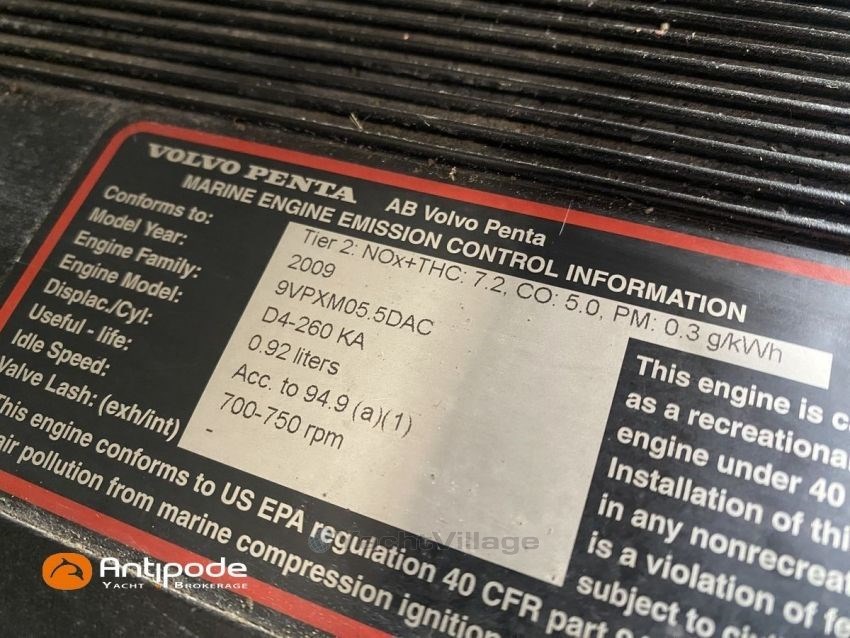 VOLVO PENTA AB Volvo Penta
MARINE ENGINE EMISSION CONTROL INFORMATION
Conforms to: Tier 2: NOx+THC: 7.2, CO: 5.0, PM: 0.3 g/kWh
Model Year: 2009
Engine Family: 9VPXM05.5DAC
Engine Model: D4-260 KA
Displac./Cyl: 0.92 liters
Useful - life: Acc. to 94.9 (a)(1)
Idle Speed: 700-750 rpm
Valve Lash: (exh/int) -
This engine conforms to US EPA regulation 40 CFR part
air pollution from marine compression ignition
This engine is
as a recreational
engine under 40
Installation of this
in any nonrecreat
is a violation of
subject to
YachtVillage
Antipode
YACHT BROKERAGE